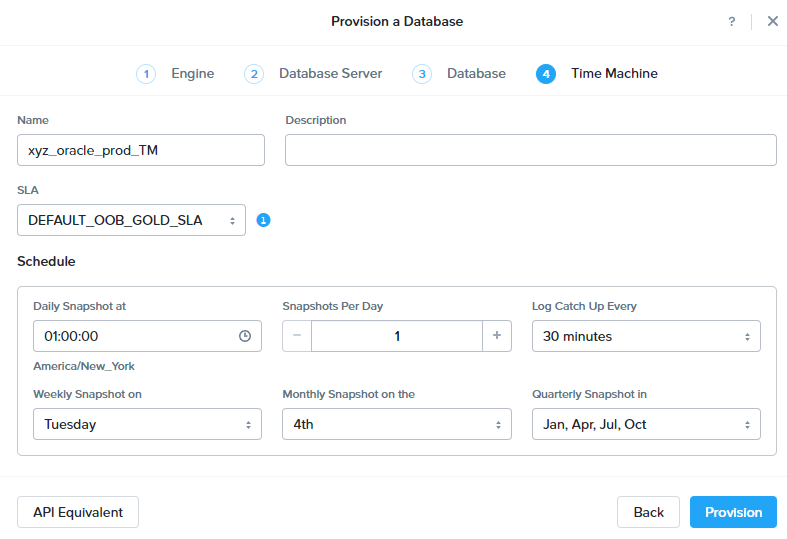 Provision a Database
?
1 Engine 2 Database Server 3 Database 4 Time Machine
Name Description
xyz_oracle_prod_TM
SLA
DEFAULT_OOB_GOLD_SLA
Schedule
Daily Snapshot at Snapshots Per Day Log Catch Up Every
01:00:00 − 1 + 30 minutes
America/New_York
Weekly Snapshot on Monthly Snapshot on the Quarterly Snapshot in
Tuesday 4th Jan, Apr, Jul, Oct
API Equivalent Back Provision